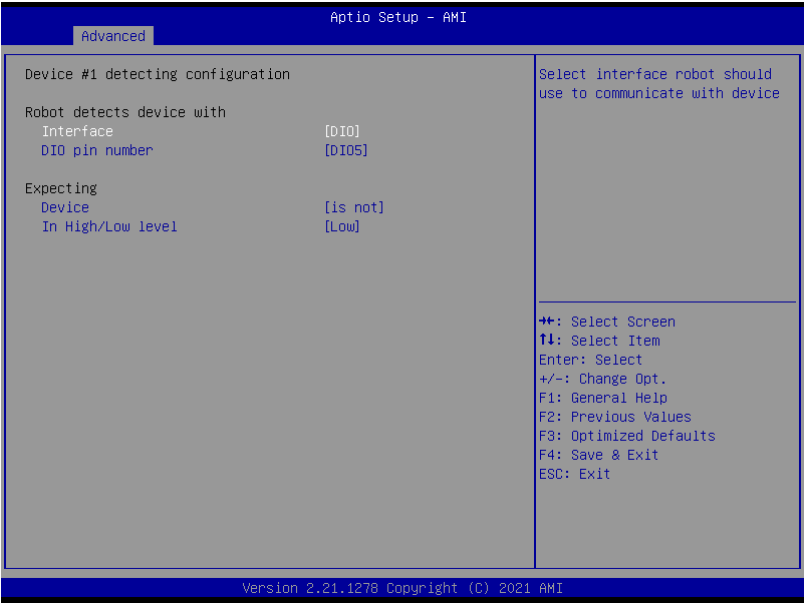 Aptio Setup – AMI
Advanced
Device #1 detecting configuration
Robot detects device with
Interface [DIO]
DIO pin number [DIO5]
Expecting
Device [is not]
In High/Low level [Low]
Select interface robot should
use to communicate with device
→←: Select Screen
↑↓: Select Item
Enter: Select
+/-: Change Opt.
F1: General Help
F2: Previous Values
F3: Optimized Defaults
F4: Save & Exit
ESC: Exit
Version 2.21.1278 Copyright (C) 2021 AMI